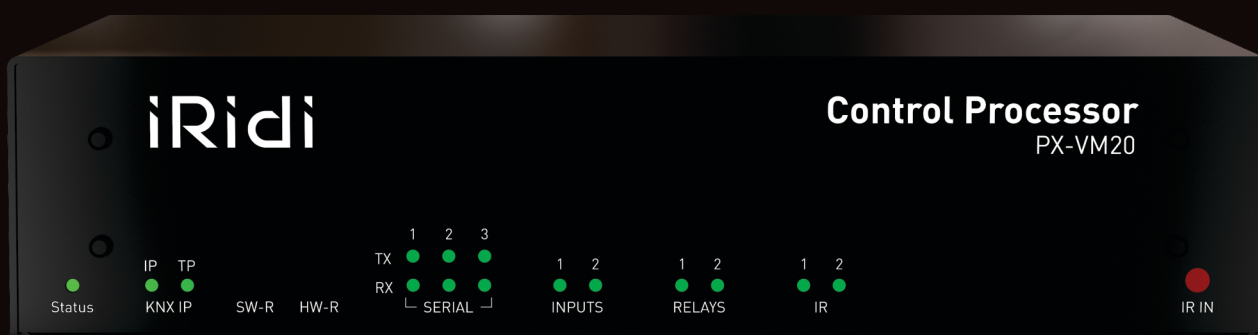 iRidi
Control Processor
PX-VM20
1 2 3
TX
IP TP
1 2
1 2
1 2
RX
Status
KNX IP
SW-R
HW-R
SERIAL
INPUTS
RELAYS
IR
IR IN